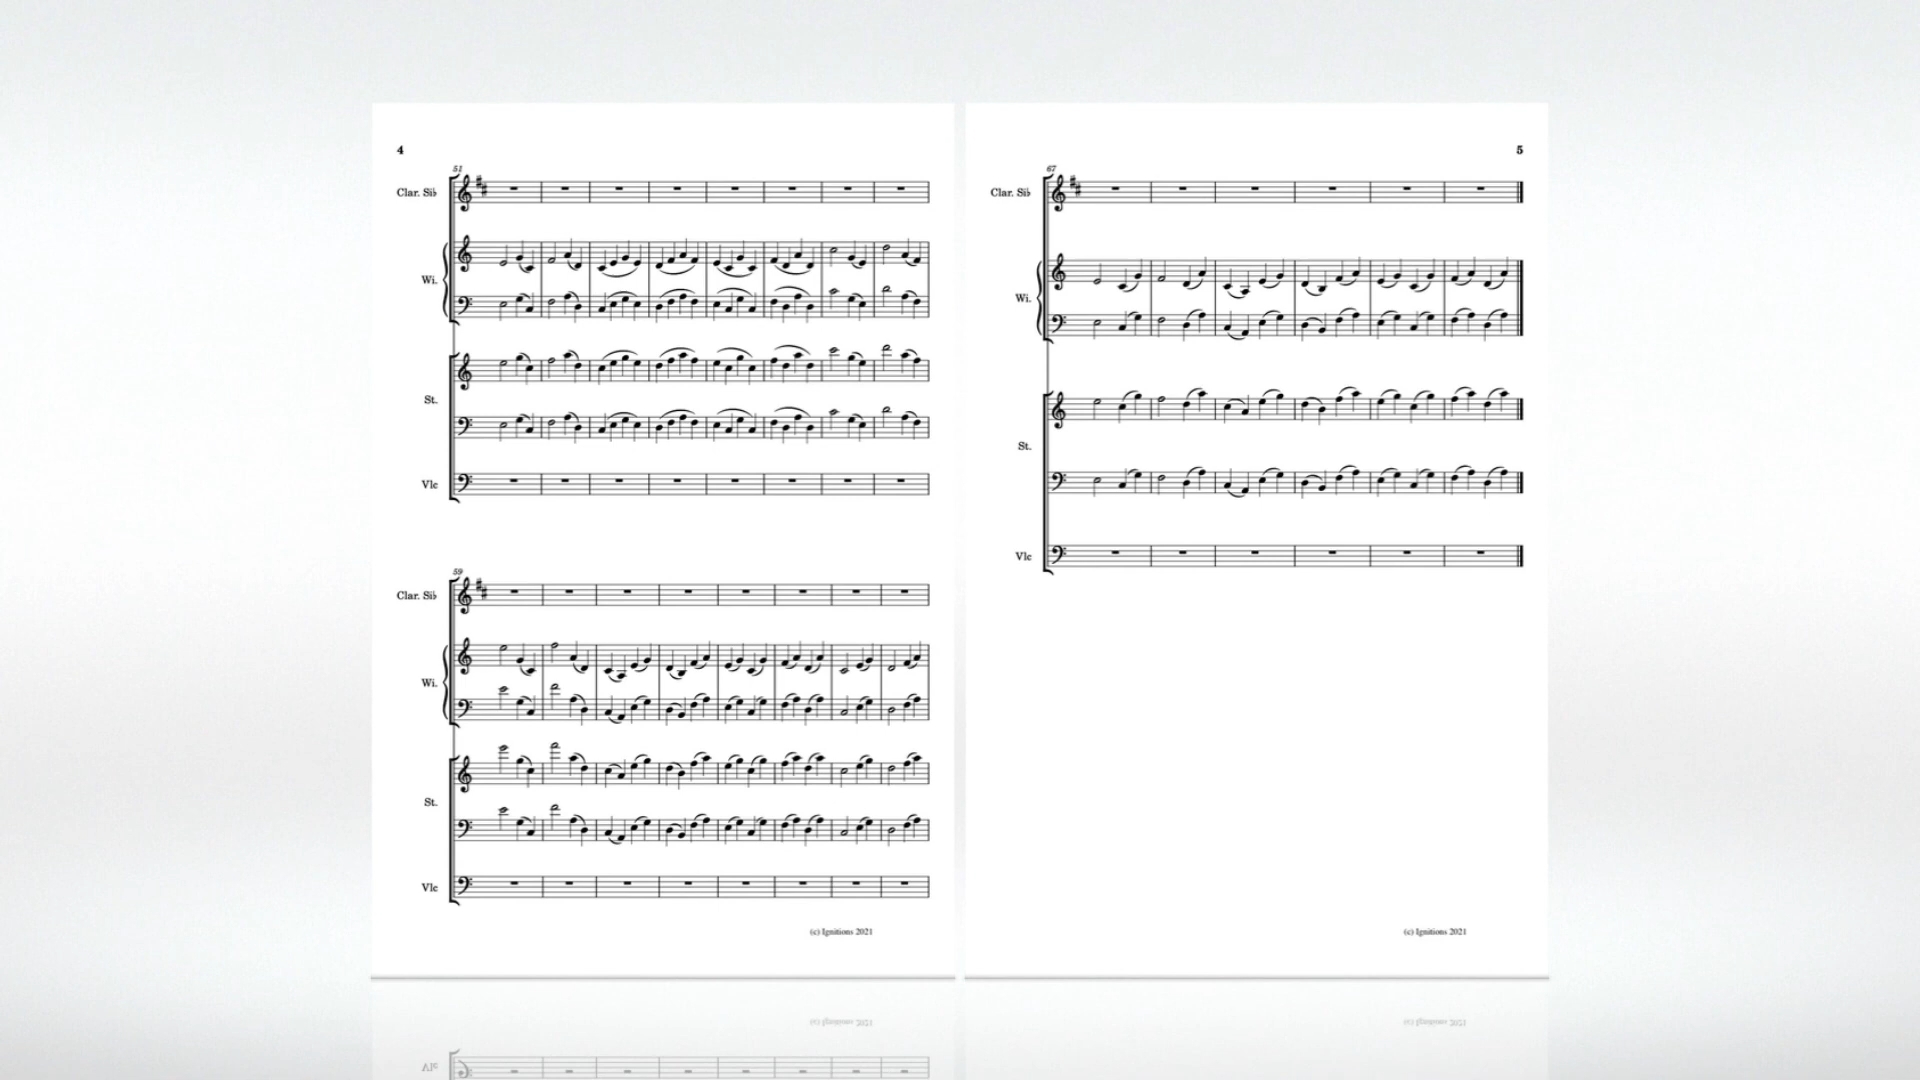 4
51
Clar. Si♭
Wi.
St.
Vlc
59
Clar. Si♭
Wi.
St.
Vlc
(c) Ignitions 2021
5
67
Clar. Si♭
Wi.
St.
Vlc
(c) Ignitions 2021